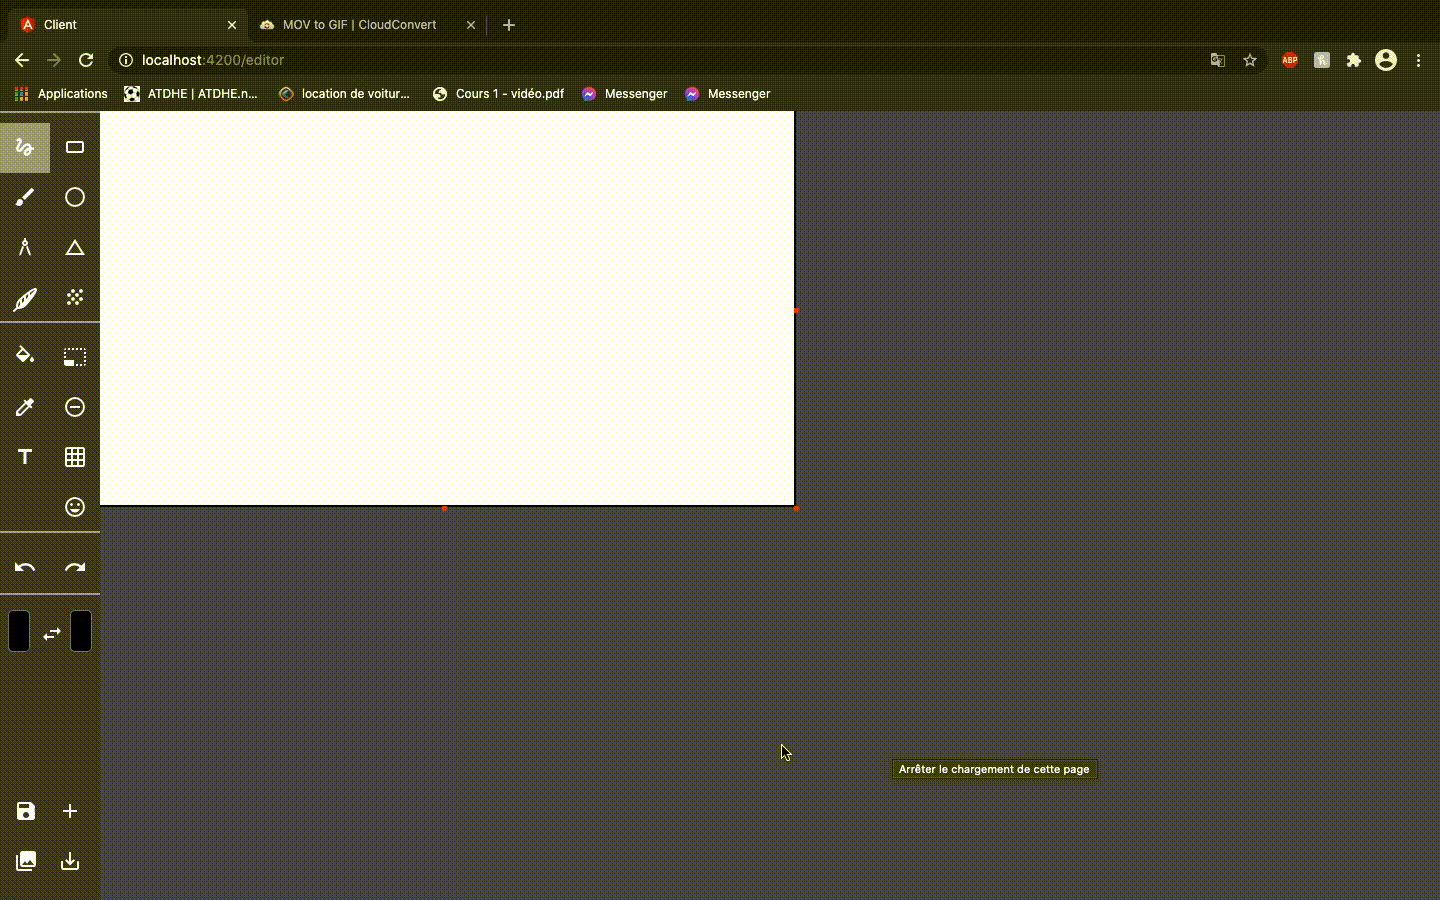 Client
MOV to GIF | CloudConvert
localhost:4200/editor
ABP
Applications
ATDHE | ATDHE.n...
location de voitur...
Cours 1 - vidéo.pdf
Messenger
Messenger
Arrêter le chargement de cette page